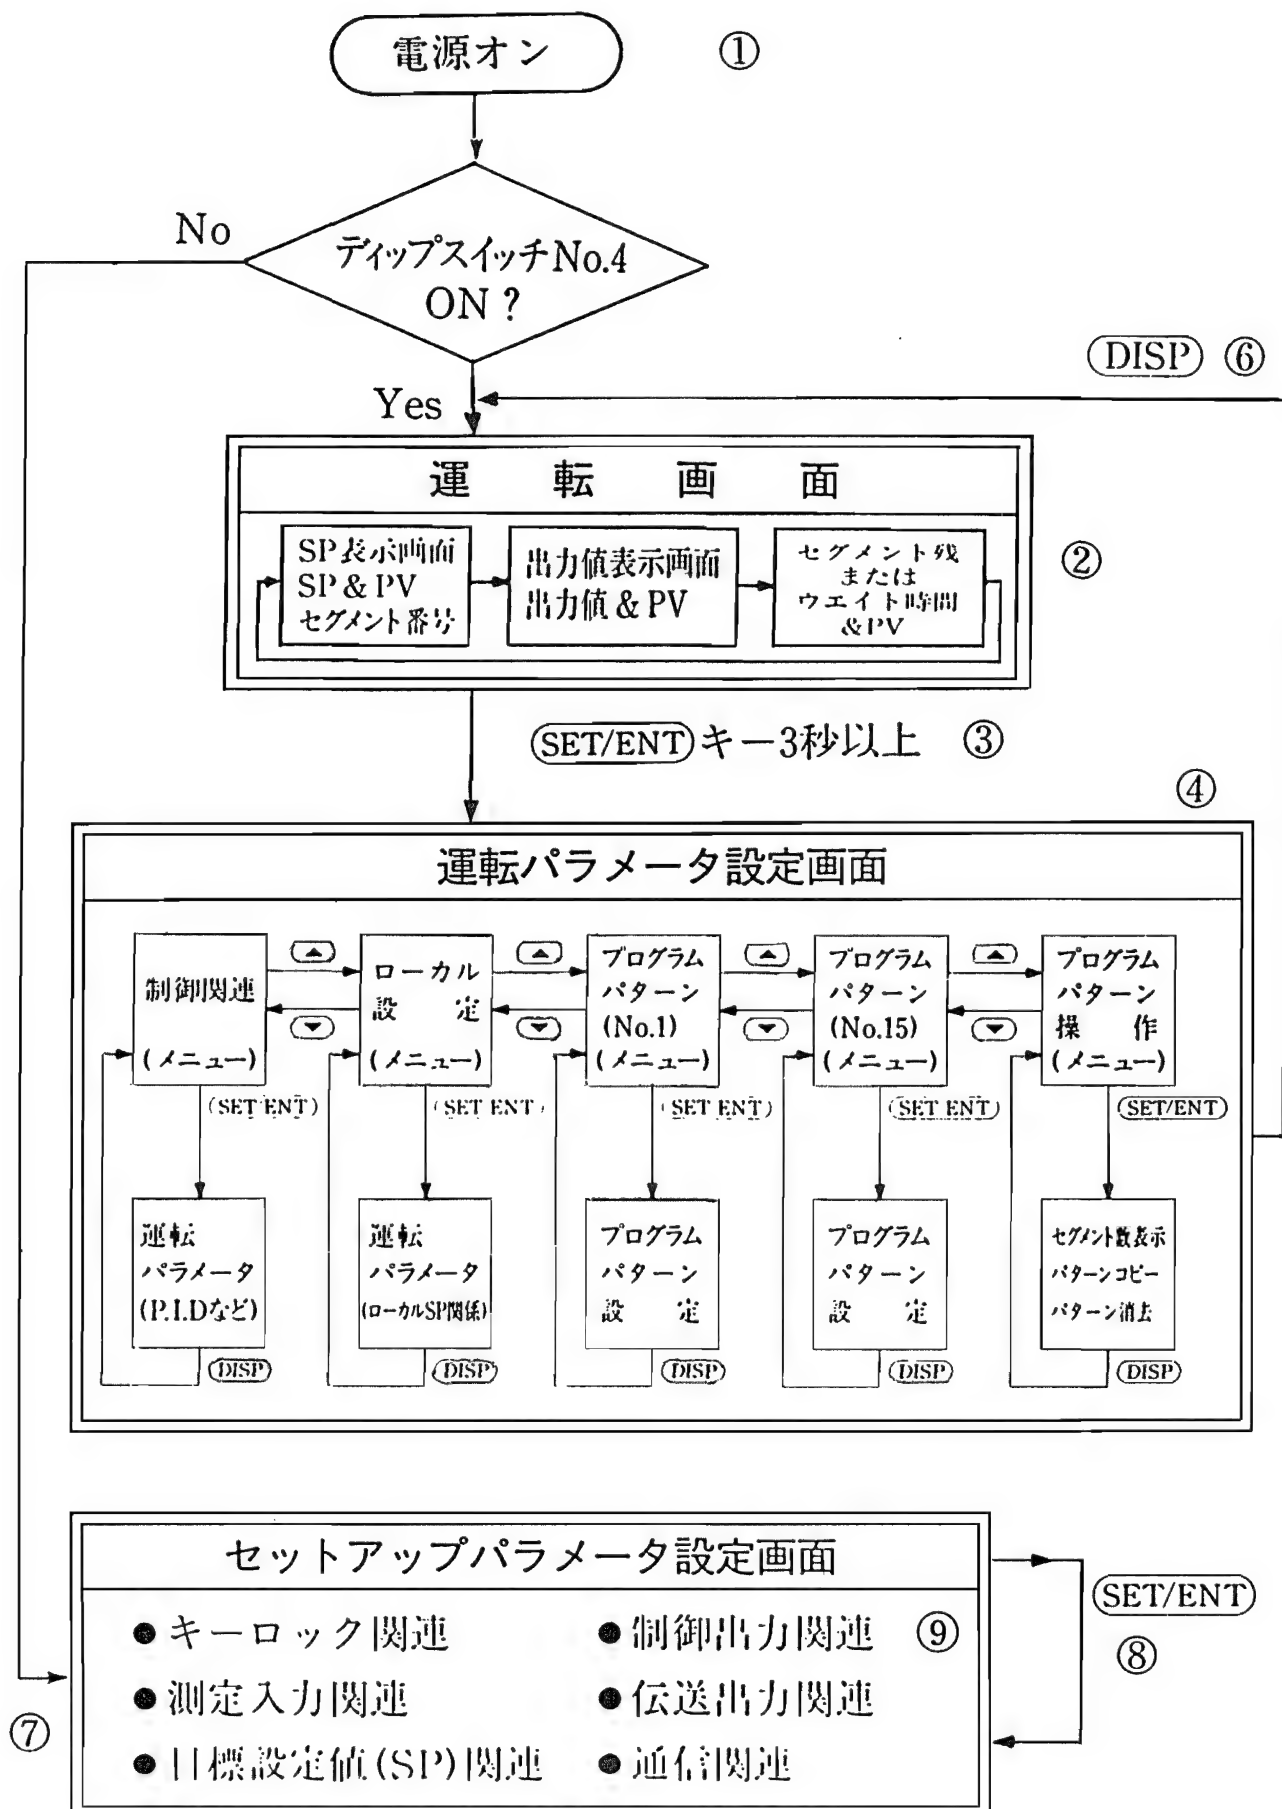 電源オン ①
No
ディップスイッチNo.4
ON?
DISP ⑥
Yes
運転画面
SP表示画面
SP&PV
セグメント番号
出力値表示画面
出力値&PV
セグメント残
または
ウエイト時間
&PV
②
SET/ENT キー3秒以上 ③
④
運転パラメータ設定画面
制御関連
(メニュー)
▲
▼
ローカル
設定
(メニュー)
▲
▼
プログラム
パターン
(No.1)
(メニュー)
▲
▼
プログラム
パターン
(No.15)
(メニュー)
▲
▼
プログラム
パターン
操作
(メニュー)
SET ENT
SET ENT
SET ENT
SET ENT
SET/ENT
運転
パラメータ
(P.I.Dなど)
運転
パラメータ
(ローカルSP関係)
プログラム
パターン
設定
プログラム
パターン
設定
セグメント数表示
パターンコピー
パターン消去
DISP
DISP
DISP
DISP
DISP
セットアップパラメータ設定画面
●キーロック関連
●測定入力関連
●目標設定値(SP)関連
●制御出力関連 ⑨
●伝送出力関連
●通信関連
SET/ENT
⑧
⑦